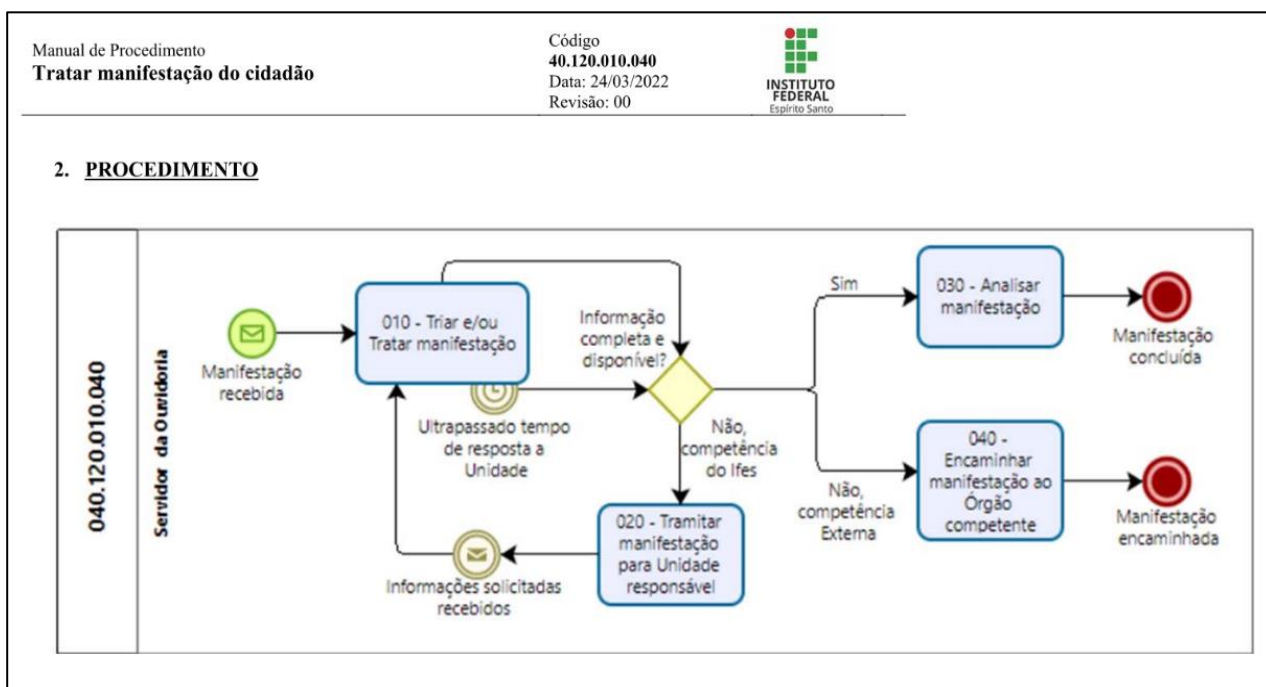 Manual de Procedimento
Tratar manifestação do cidadão
Código
40.120.010.040
Data: 24/03/2022
Revisão: 00
INSTITUTO
FEDERAL
Espírito Santo
2. PROCEDIMENTO
040.120.010.040
Servidor da Ouvidoria
Manifestação
recebida
010 - Triar e/ou
Tratar manifestação
Ultrapassado tempo
de resposta a
Unidade
Informação
completa e
disponível?
Não,
competência
do Ifes
020 - Tramitar
manifestação
para Unidade
responsável
Informações solicitadas
recebidos
Sim
030 - Analisar
manifestação
Manifestação
concluída
Não,
competência
Externa
040 -
Encaminhar
manifestação ao
Órgão
competente
Manifestação
encaminhada